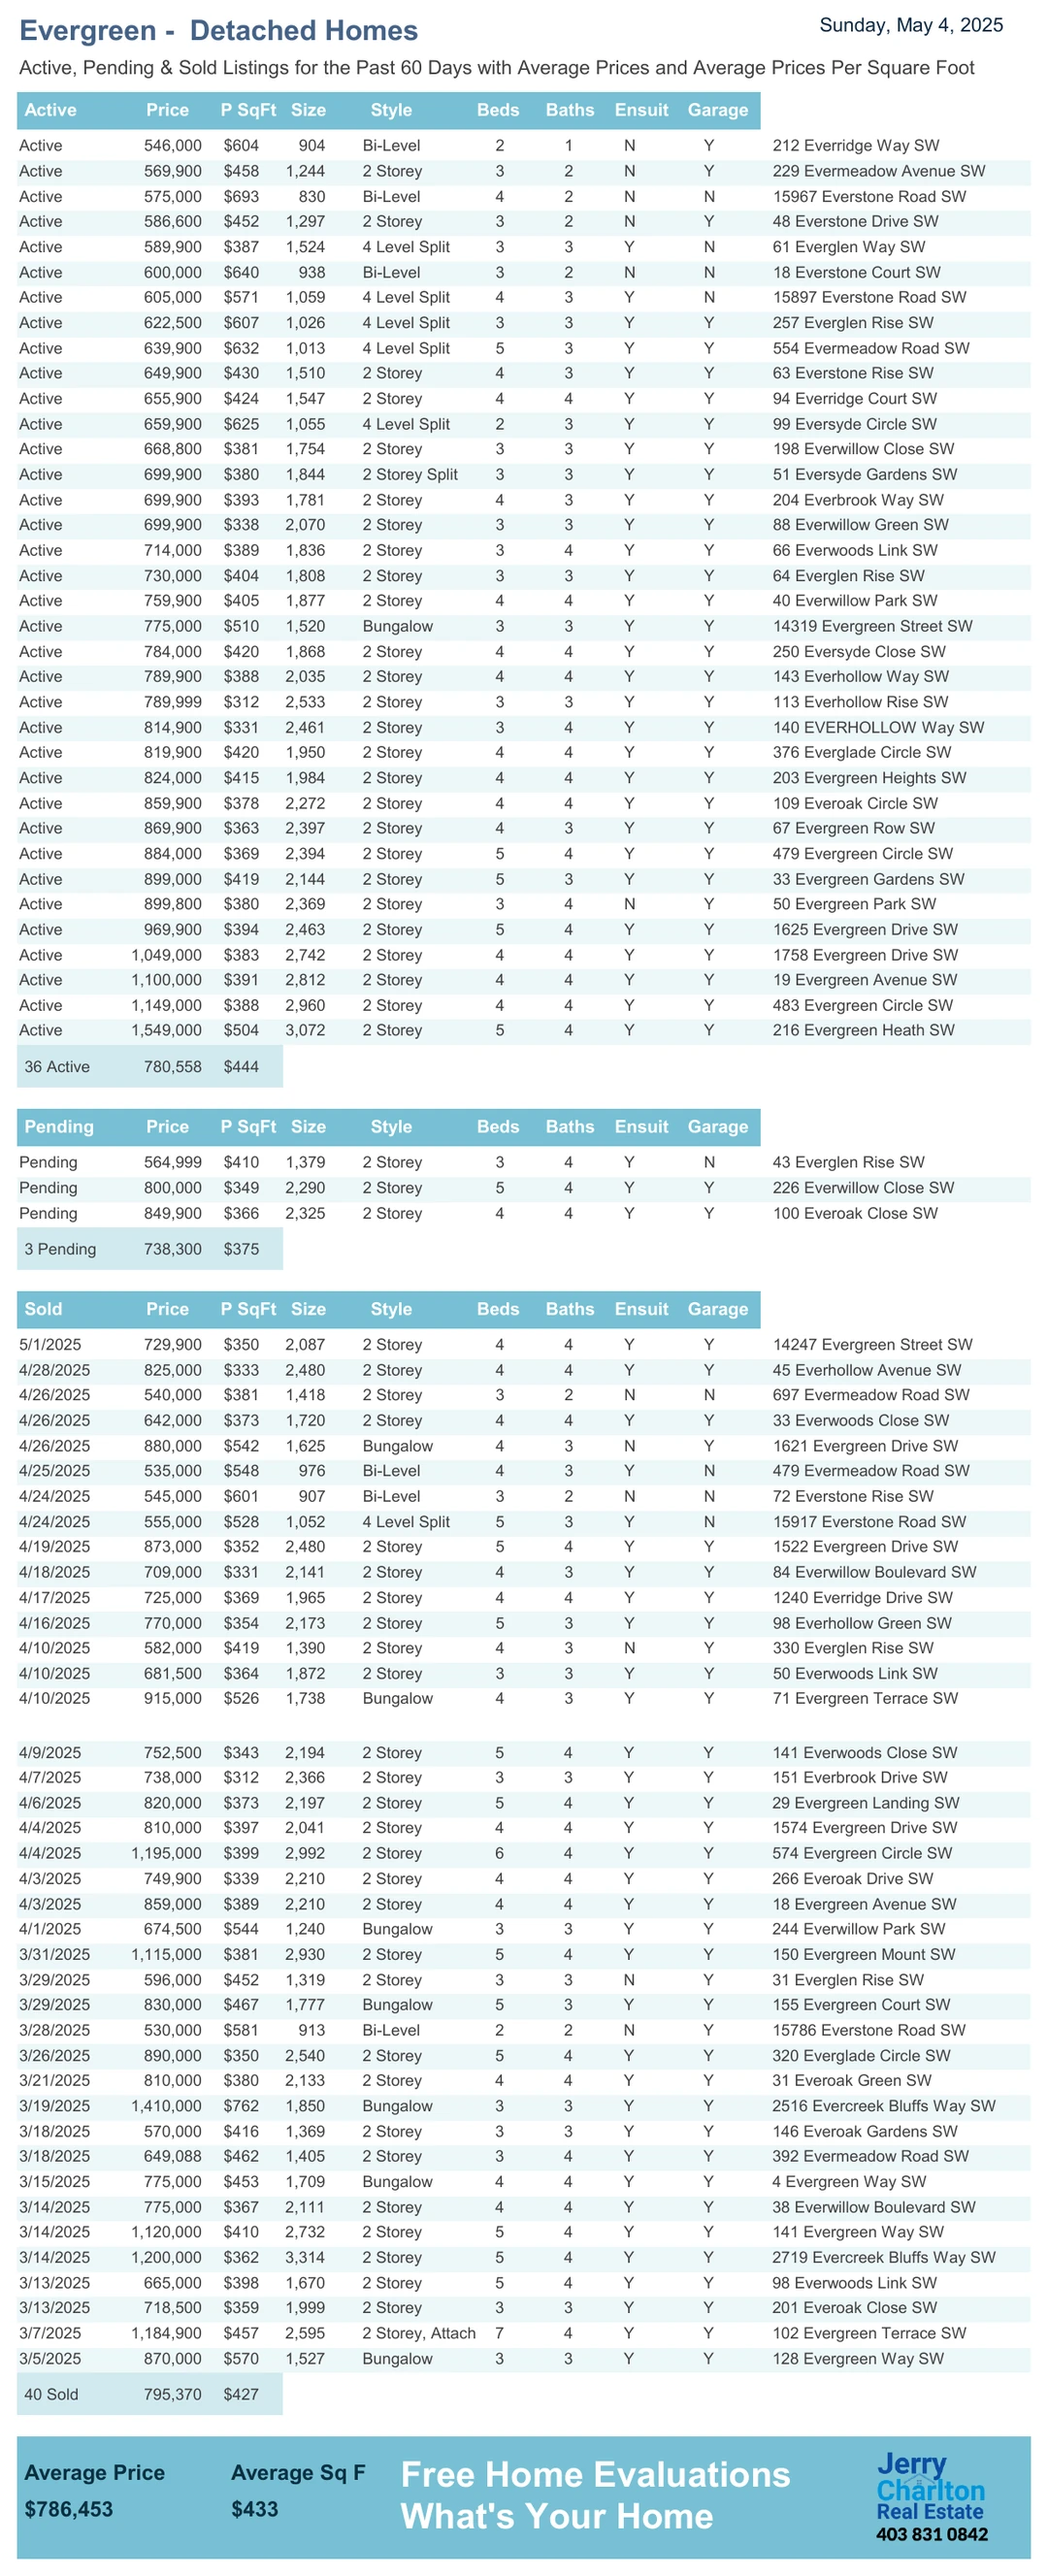 Evergreen - Detached Homes Sunday, May 4, 2025
Active, Pending & Sold Listings for the Past 60 Days with Average Prices and Average Prices Per Square Foot
Active Price P SqFt Size Style Beds Baths Ensuit Garage
Active 546,000 $604 904 Bi-Level 2 1 N Y 212 Everridge Way SW
Active 569,900 $458 1,244 2 Storey 3 2 N Y 229 Evermeadow Avenue SW
Active 575,000 $693 830 Bi-Level 4 2 N N 15967 Everstone Road SW
Active 586,600 $452 1,297 2 Storey 3 2 N Y 48 Everstone Drive SW
Active 589,900 $387 1,524 4 Level Split 3 3 Y N 61 Everglen Way SW
Active 600,000 $640 938 Bi-Level 3 2 N N 18 Everstone Court SW
Active 605,000 $571 1,059 4 Level Split 4 3 Y N 15897 Everstone Road SW
Active 622,500 $607 1,026 4 Level Split 3 3 Y Y 257 Everglen Rise SW
Active 639,900 $632 1,013 4 Level Split 5 3 Y Y 554 Evermeadow Road SW
Active 649,900 $430 1,510 2 Storey 4 3 Y Y 63 Everstone Rise SW
Active 655,900 $424 1,547 2 Storey 4 4 Y Y 94 Everridge Court SW
Active 659,900 $625 1,055 4 Level Split 2 3 Y Y 99 Eversyde Circle SW
Active 668,800 $381 1,754 2 Storey 3 3 Y Y 198 Everwillow Close SW
Active 699,900 $380 1,844 2 Storey Split 3 3 Y Y 51 Eversyde Gardens SW
Active 699,900 $393 1,781 2 Storey 4 3 Y Y 204 Everbrook Way SW
Active 699,900 $338 2,070 2 Storey 3 3 Y Y 88 Everwillow Green SW
Active 714,000 $389 1,836 2 Storey 3 4 Y Y 66 Everwoods Link SW
Active 730,000 $404 1,808 2 Storey 3 3 Y Y 64 Everglen Rise SW
Active 759,900 $405 1,877 2 Storey 4 4 Y Y 40 Everwillow Park SW
Active 775,000 $510 1,520 Bungalow 3 3 Y Y 14319 Evergreen Street SW
Active 784,000 $420 1,868 2 Storey 4 4 Y Y 250 Eversyde Close SW
Active 789,900 $388 2,035 2 Storey 4 4 Y Y 143 Everhollow Way SW
Active 789,999 $312 2,533 2 Storey 3 3 Y Y 113 Everhollow Rise SW
Active 814,900 $331 2,461 2 Storey 3 4 Y Y 140 EVERHOLLOW Way SW
Active 819,900 $420 1,950 2 Storey 4 4 Y Y 376 Everglade Circle SW
Active 824,000 $415 1,984 2 Storey 4 4 Y Y 203 Evergreen Heights SW
Active 859,900 $378 2,272 2 Storey 4 4 Y Y 109 Everoak Circle SW
Active 869,900 $363 2,397 2 Storey 4 3 Y Y 67 Evergreen Row SW
Active 884,000 $369 2,394 2 Storey 5 4 Y Y 479 Evergreen Circle SW
Active 899,000 $419 2,144 2 Storey 5 3 Y Y 33 Evergreen Gardens SW
Active 899,800 $380 2,369 2 Storey 3 4 N Y 50 Evergreen Park SW
Active 969,900 $394 2,463 2 Storey 5 4 Y Y 1625 Evergreen Drive SW
Active 1,049,000 $383 2,742 2 Storey 4 4 Y Y 1758 Evergreen Drive SW
Active 1,100,000 $391 2,812 2 Storey 4 4 Y Y 19 Evergreen Avenue SW
Active 1,149,000 $388 2,960 2 Storey 4 4 Y Y 483 Evergreen Circle SW
Active 1,549,000 $504 3,072 2 Storey 5 4 Y Y 216 Evergreen Heath SW
36 Active 780,558 $444
Pending Price P SqFt Size Style Beds Baths Ensuit Garage
Pending 564,999 $410 1,379 2 Storey 3 4 Y N 43 Everglen Rise SW
Pending 800,000 $349 2,290 2 Storey 5 4 Y Y 226 Everwillow Close SW
Pending 849,900 $366 2,325 2 Storey 4 4 Y Y 100 Everoak Close SW
3 Pending 738,300 $375
Sold Price P SqFt Size Style Beds Baths Ensuit Garage
5/1/2025 729,900 $350 2,087 2 Storey 4 4 Y Y 14247 Evergreen Street SW
4/28/2025 825,000 $333 2,480 2 Storey 4 4 Y Y 45 Everhollow Avenue SW
4/26/2025 540,000 $381 1,418 2 Storey 3 2 N N 697 Evermeadow Road SW
4/26/2025 642,000 $373 1,720 2 Storey 4 4 Y Y 33 Everwoods Close SW
4/26/2025 880,000 $542 1,625 Bungalow 4 3 N Y 1621 Evergreen Drive SW
4/25/2025 535,000 $548 976 Bi-Level 4 3 Y N 479 Evermeadow Road SW
4/24/2025 545,000 $601 907 Bi-Level 3 2 N N 72 Everstone Rise SW
4/24/2025 555,000 $528 1,052 4 Level Split 5 3 Y N 15917 Everstone Road SW
4/19/2025 873,000 $352 2,480 2 Storey 5 4 Y Y 1522 Evergreen Drive SW
4/18/2025 709,000 $331 2,141 2 Storey 4 3 Y Y 84 Everwillow Boulevard SW
4/17/2025 725,000 $369 1,965 2 Storey 4 4 Y Y 1240 Everridge Drive SW
4/16/2025 770,000 $354 2,173 2 Storey 5 3 Y Y 98 Everhollow Green SW
4/10/2025 582,000 $419 1,390 2 Storey 4 3 N Y 330 Everglen Rise SW
4/10/2025 681,500 $364 1,872 2 Storey 3 3 Y Y 50 Everwoods Link SW
4/10/2025 915,000 $526 1,738 Bungalow 4 3 Y Y 71 Evergreen Terrace SW
4/9/2025 752,500 $343 2,194 2 Storey 5 4 Y Y 141 Everwoods Close SW
4/7/2025 738,000 $312 2,366 2 Storey 3 3 Y Y 151 Everbrook Drive SW
4/6/2025 820,000 $373 2,197 2 Storey 5 4 Y Y 29 Evergreen Landing SW
4/4/2025 810,000 $397 2,041 2 Storey 4 4 Y Y 1574 Evergreen Drive SW
4/4/2025 1,195,000 $399 2,992 2 Storey 6 4 Y Y 574 Evergreen Circle SW
4/3/2025 749,900 $339 2,210 2 Storey 4 4 Y Y 266 Everoak Drive SW
4/3/2025 859,000 $389 2,210 2 Storey 4 4 Y Y 18 Evergreen Avenue SW
4/1/2025 674,500 $544 1,240 Bungalow 3 3 Y Y 244 Everwillow Park SW
3/31/2025 1,115,000 $381 2,930 2 Storey 5 4 Y Y 150 Evergreen Mount SW
3/29/2025 596,000 $452 1,319 2 Storey 3 3 N Y 31 Everglen Rise SW
3/29/2025 830,000 $467 1,777 Bungalow 5 3 Y Y 155 Evergreen Court SW
3/28/2025 530,000 $581 913 Bi-Level 2 2 N Y 15786 Everstone Road SW
3/26/2025 890,000 $350 2,540 2 Storey 5 4 Y Y 320 Everglade Circle SW
3/21/2025 810,000 $380 2,133 2 Storey 4 4 Y Y 31 Everoak Green SW
3/19/2025 1,410,000 $762 1,850 Bungalow 3 3 Y Y 2516 Evercreek Bluffs Way SW
3/18/2025 570,000 $416 1,369 2 Storey 3 3 Y Y 146 Everoak Gardens SW
3/18/2025 649,088 $462 1,405 2 Storey 3 4 Y Y 392 Evermeadow Road SW
3/15/2025 775,000 $453 1,709 Bungalow 4 4 Y Y 4 Evergreen Way SW
3/14/2025 775,000 $367 2,111 2 Storey 4 4 Y Y 38 Everwillow Boulevard SW
3/14/2025 1,120,000 $410 2,732 2 Storey 5 4 Y Y 141 Evergreen Way SW
3/14/2025 1,200,000 $362 3,314 2 Storey 5 4 Y Y 2719 Evercreek Bluffs Way SW
3/13/2025 665,000 $398 1,670 2 Storey 5 4 Y Y 98 Everwoods Link SW
3/13/2025 718,500 $359 1,999 2 Storey 3 3 Y Y 201 Everoak Close SW
3/7/2025 1,184,900 $457 2,595 2 Storey, Attach 7 4 Y Y 102 Evergreen Terrace SW
3/5/2025 870,000 $570 1,527 Bungalow 3 3 Y Y 128 Evergreen Way SW
40 Sold 795,370 $427
Average Price Average Sq F
$786,453 $433
Free Home Evaluations
What's Your Home
Jerry
Charlton
Real Estate
403 831 0842